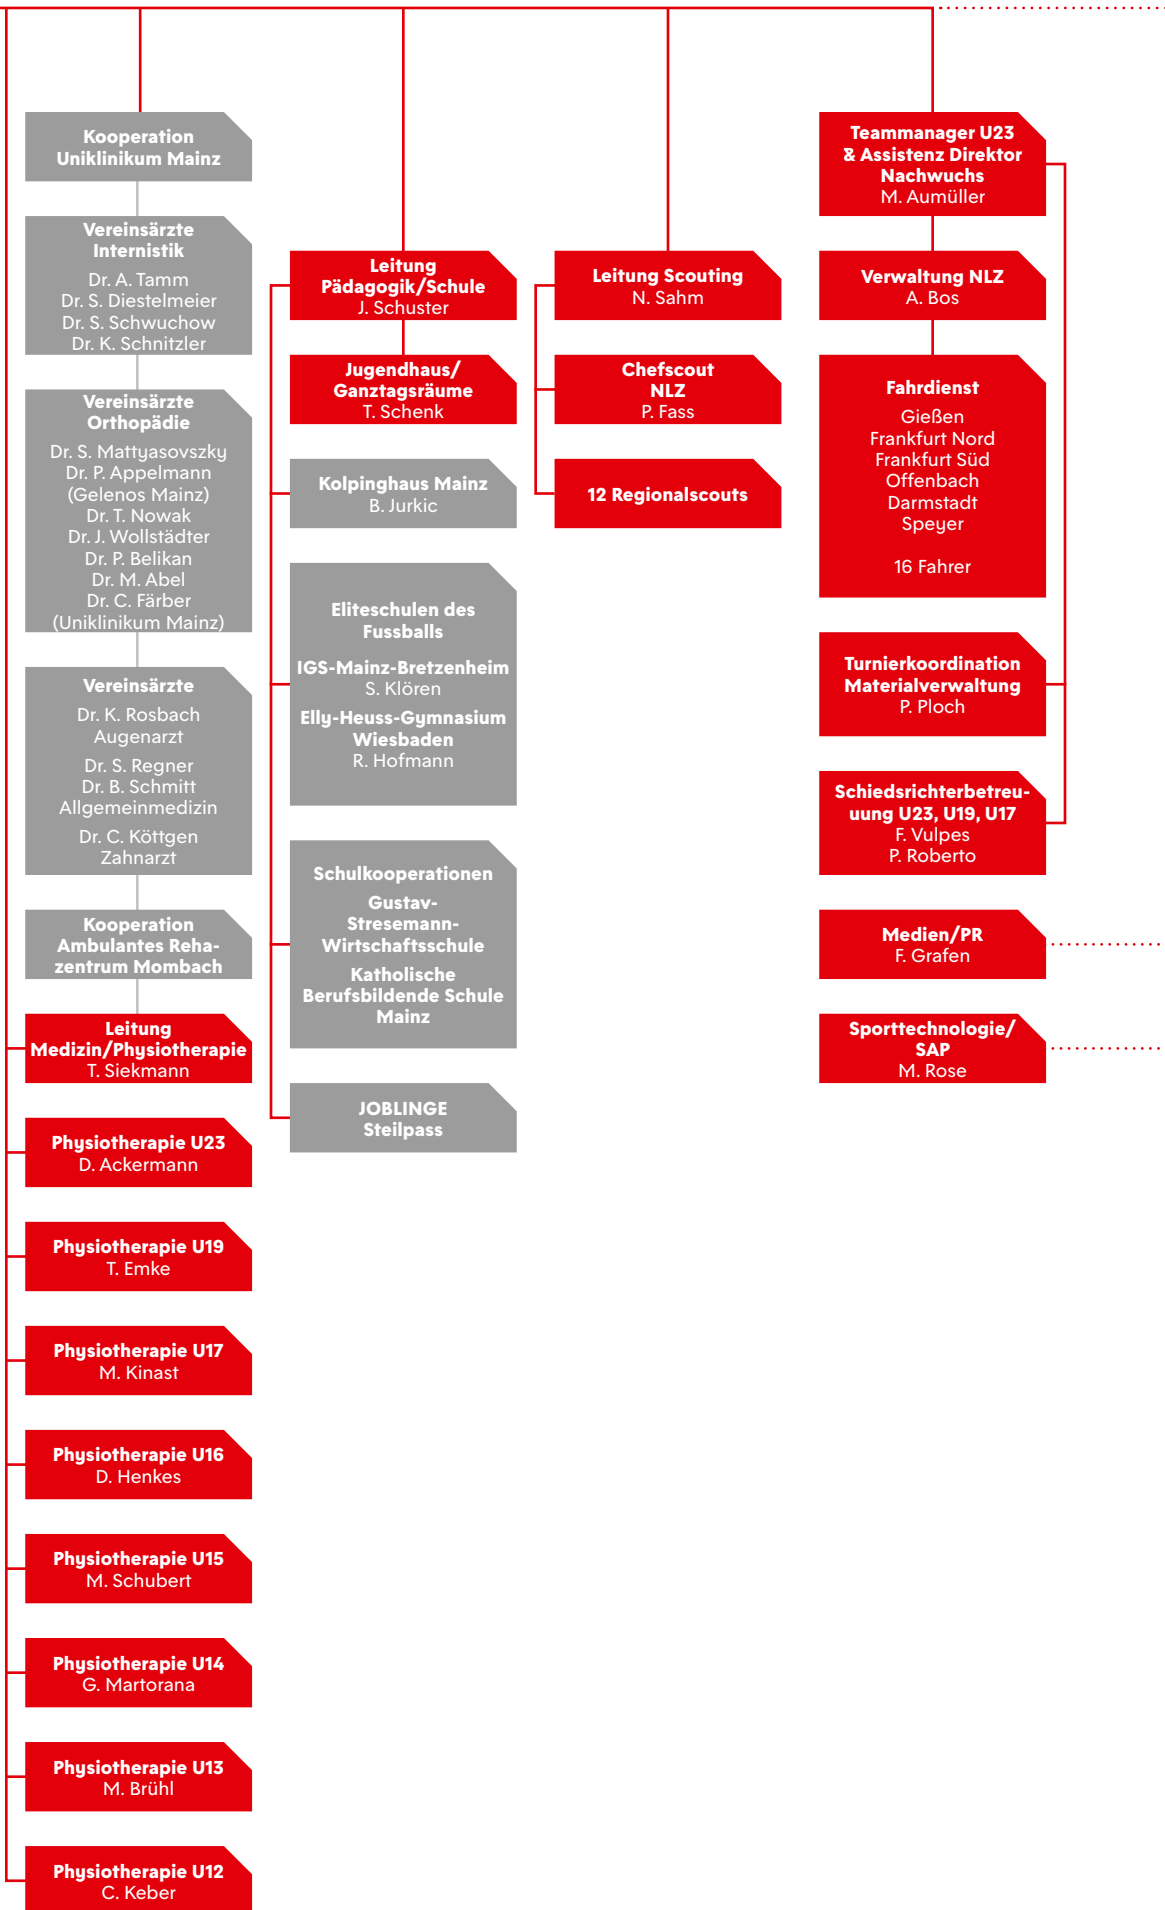 Kooperation
Uniklinikum Mainz
Vereinsärzte
Internistik
Dr. A. Tamm
Dr. S. Diestelmeier
Dr. S. Schwuchow
Dr. K. Schnitzler
Vereinsärzte
Orthopädie
Dr. S. Mattyasovszky
Dr. P. Appelmann
(Gelenos Mainz)
Dr. T. Nowak
Dr. J. Wollstädter
Dr. P. Belikan
Dr. M. Abel
Dr. C. Färber
(Uniklinikum Mainz)
Vereinsärzte
Dr. K. Rosbach
Augenarzt
Dr. S. Regner
Dr. B. Schmitt
Allgemeinmedizin
Dr. C. Köttgen
Zahnarzt
Kooperation
Ambulantes Reha-
zentrum Mombach
Leitung
Medizin/Physiotherapie
T. Siekmann
Physiotherapie U23
D. Ackermann
Physiotherapie U19
T. Emke
Physiotherapie U17
M. Kinast
Physiotherapie U16
D. Henkes
Physiotherapie U15
M. Schubert
Physiotherapie U14
G. Martorana
Physiotherapie U13
M. Brühl
Physiotherapie U12
C. Keber
Leitung
Pädagogik/Schule
J. Schuster
Jugendhaus/
Ganztagsräume
T. Schenk
Kolpinghaus Mainz
B. Jurkic
Eliteschulen des
Fussballs
IGS-Mainz-Bretzenheim
S. Klören
Elly-Heuss-Gymnasium
Wiesbaden
R. Hofmann
Schulkooperationen
Gustav-
Stresemann-
Wirtschaftsschule
Katholische
Berufsbildende Schule
Mainz
JOBLINGE
Steilpass
Leitung Scouting
N. Sahm
Chefscout
NLZ
P. Fass
12 Regionalscouts
Teammanager U23
& Assistenz Direktor
Nachwuchs
M. Aumüller
Verwaltung NLZ
A. Bos
Fahrdienst
Gießen
Frankfurt Nord
Frankfurt Süd
Offenbach
Darmstadt
Speyer
16 Fahrer
Turnierkoordination
Materialverwaltung
P. Ploch
Schiedsrichterbetreu-
uung U23, U19, U17
F. Vulpes
P. Roberto
Medien/PR
F. Grafen
Sporttechnologie/
SAP
M. Rose